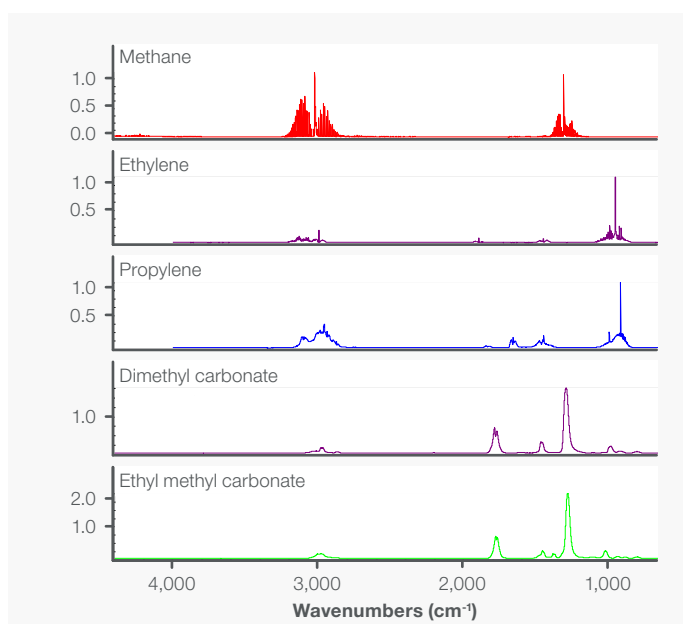 Methane
1.0
0.5
0.0
Ethylene
1.0
0.5
Propylene
1.0
0.5
Dimethyl carbonate
1.0
Ethyl methyl carbonate
2.0
1.0
4,000 3,000 2,000 1,000
Wavenumbers (cm⁻¹)